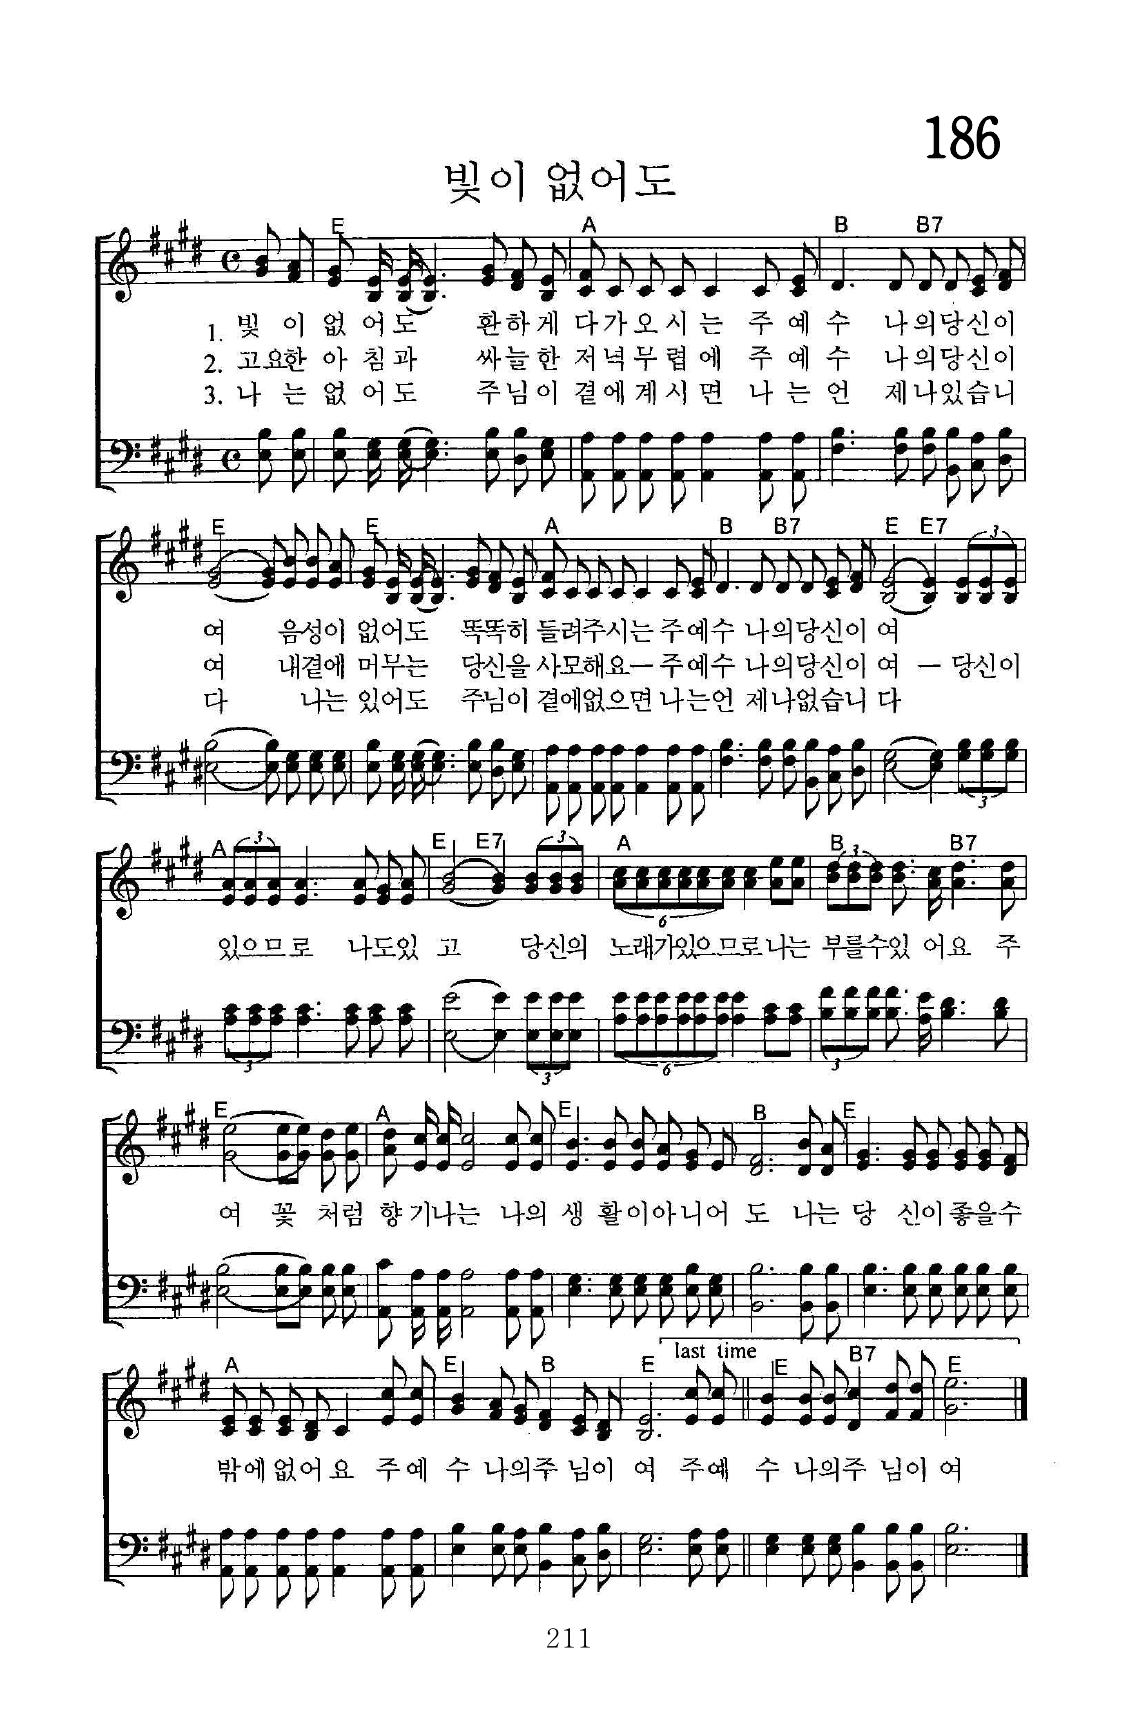 186
빛이 없어도
E A B B7
1. 빛 이 없 어 도 환하게 다가오시는 주 예 수 나의당신이
2. 고요한 아 침 과 싸늘한 저녁무렵에 주 예 수 나의당신이
3. 나 는 없 어 도 주님이 곁에계시면 나 는 언 제나있습니
E E A B B7 E E7 3
여 음성이 없어도 똑똑히 들려주시는 주예수 나의당신이 여
여 내곁에 머무는 당신을 사모해요ㅡ 주예수 나의당신이 여 ㅡ 당신이
다 나는 있어도 주님이 곁에없으면 나는언 제나없습니 다
3
A 3 E E7 3 A 6 B 3 B7
있으므로 나도있 고 당신의 노래가있으므로나는 부를수있 어요 주
3 3 6 3
E A E B E
여 꽃 처럼 향기나는 나의 생 활이아니어 도 나는 당 신이좋을수
last time
A E B E E B7 E
밖에없어요 주예 수 나의주 님이 여 주예 수 나의주 님이 여
211